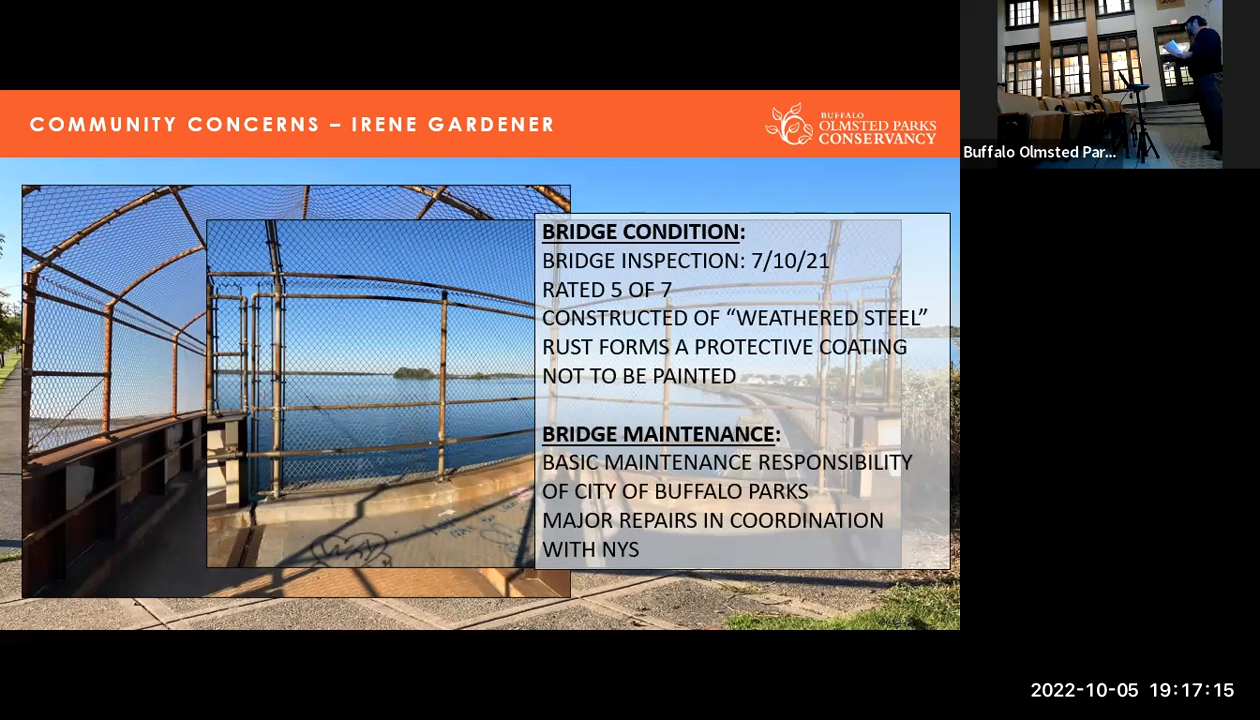 COMMUNITY CONCERNS – IRENE GARDENER
BUFFALO
OLMSTED PARKS
CONSERVANCY
BRIDGE CONDITION:
BRIDGE INSPECTION: 7/10/21
RATED 5 OF 7
CONSTRUCTED OF “WEATHERED STEEL”
RUST FORMS A PROTECTIVE COATING
NOT TO BE PAINTED
BRIDGE MAINTENANCE:
BASIC MAINTENANCE RESPONSIBILITY
OF CITY OF BUFFALO PARKS
MAJOR REPAIRS IN COORDINATION
WITH NYS
Buffalo Olmsted Par...
2022-10-05 19:17:15